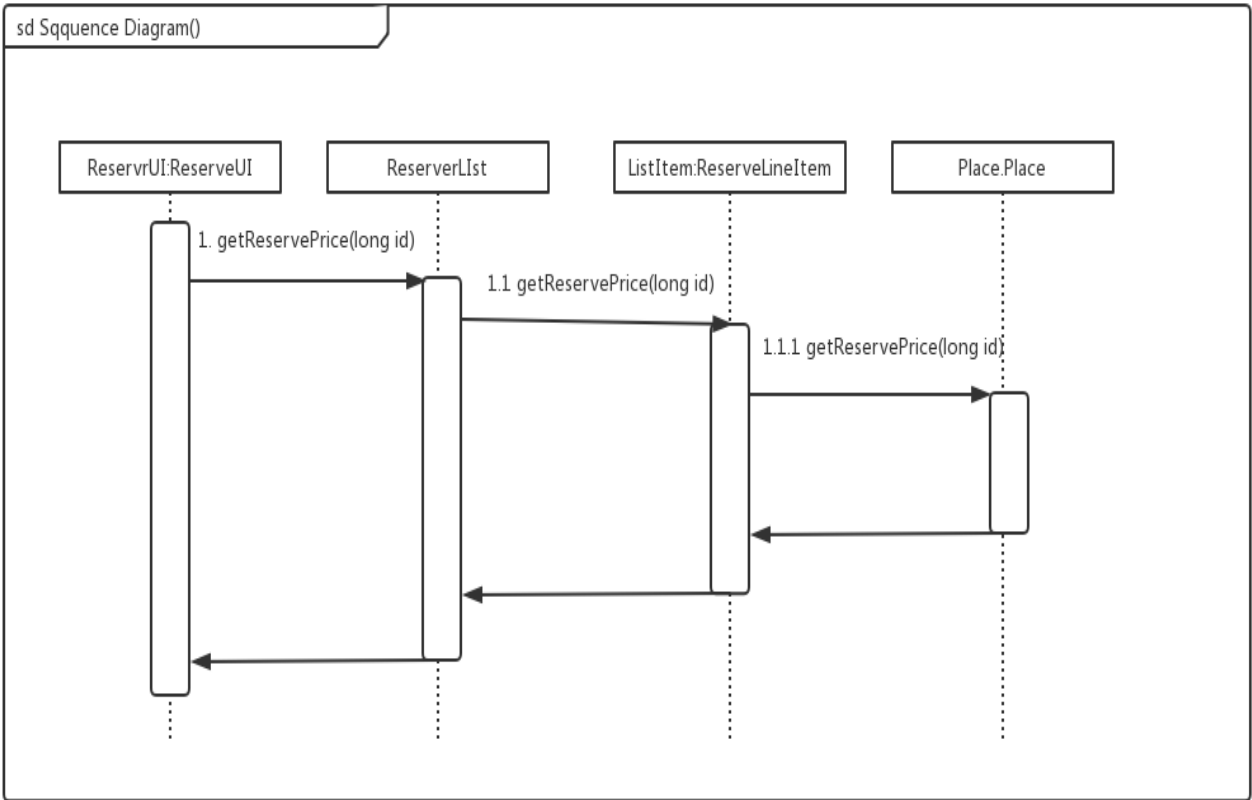 sd Sqquence Diagram()
ReservrUI:ReserveUI
ReserverLIst
ListItem:ReserveLineItem
Place.Place
1. getReservePrice(long id)
1.1 getReservePrice(long id)
1.1.1 getReservePrice(long id)